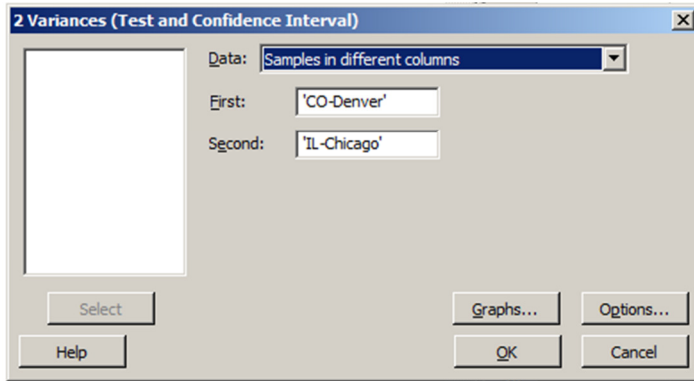 2 Variances (Test and Confidence Interval)
Data: Samples in different columns
First: 'CO-Denver'
Second: 'IL-Chicago'
Select Graphs... Options...
Help OK Cancel